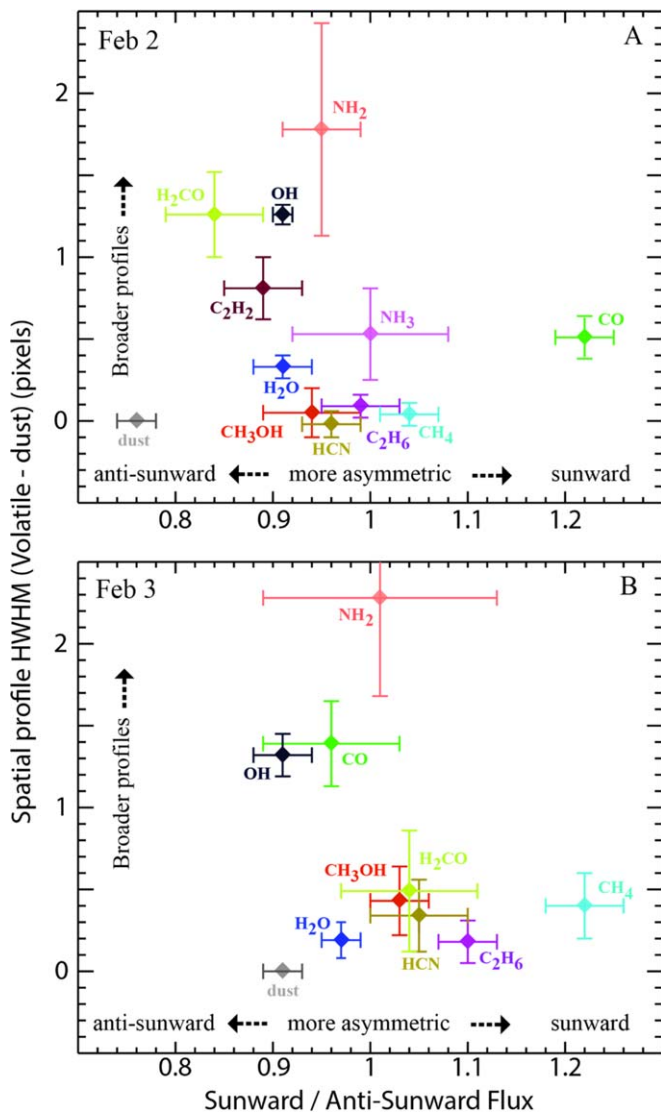 Feb 2
A
2
1
0
NH2
H2CO
OH
C2H2
NH3
CO
H2O
CH3OH
HCN
C2H6
CH4
dust
Broader profiles
anti-sunward
more asymmetric
sunward
0.8
0.9
1
1.1
1.2
Spatial profile HWHM (Volatile - dust) (pixels)
Feb 3
B
2
1
0
NH2
OH
CO
CH3OH
H2CO
CH4
H2O
HCN
C2H6
dust
Broader profiles
anti-sunward
more asymmetric
sunward
0.8
0.9
1
1.1
1.2
Sunward / Anti-Sunward Flux